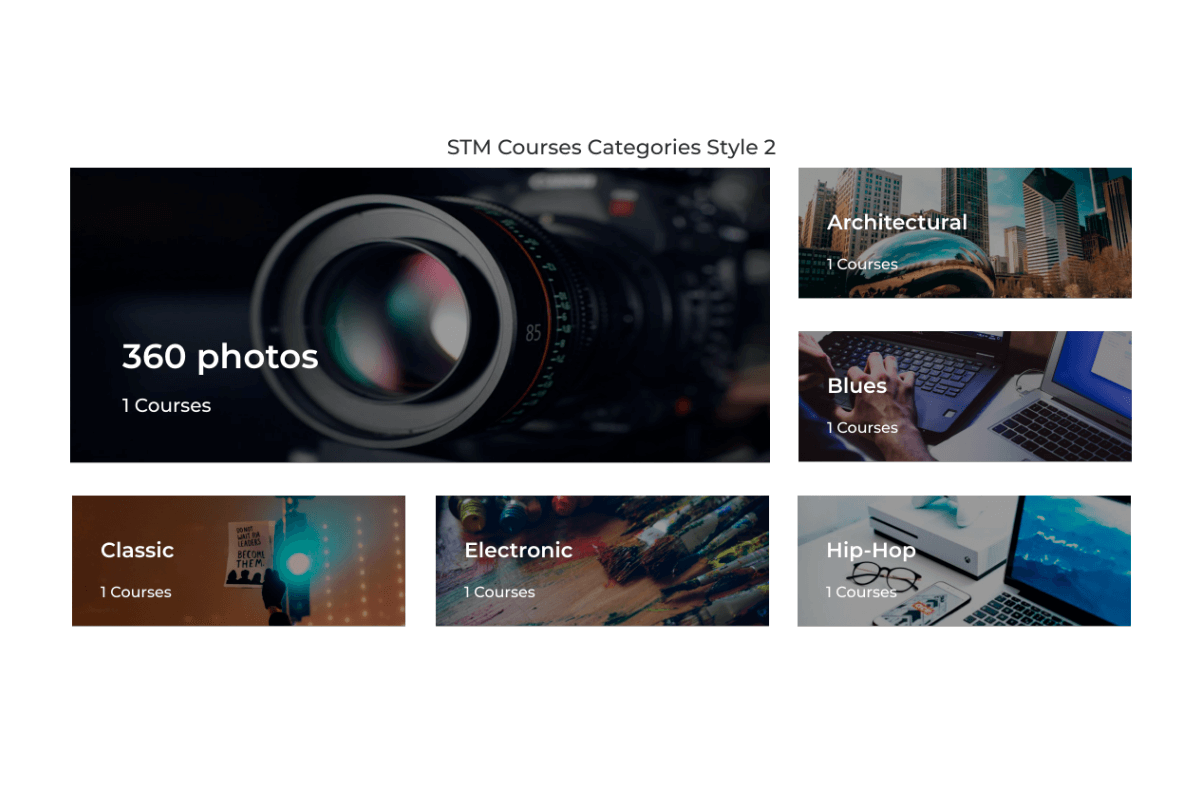 STM Courses Categories Style 2
360 photos
1 Courses
85
Architectural
1 Courses
Blues
1 Courses
Classic
1 Courses
DO NOT
WAIT FOR
LEADERS
BECOME
THEM.
Electronic
1 Courses
Hip-Hop
1 Courses